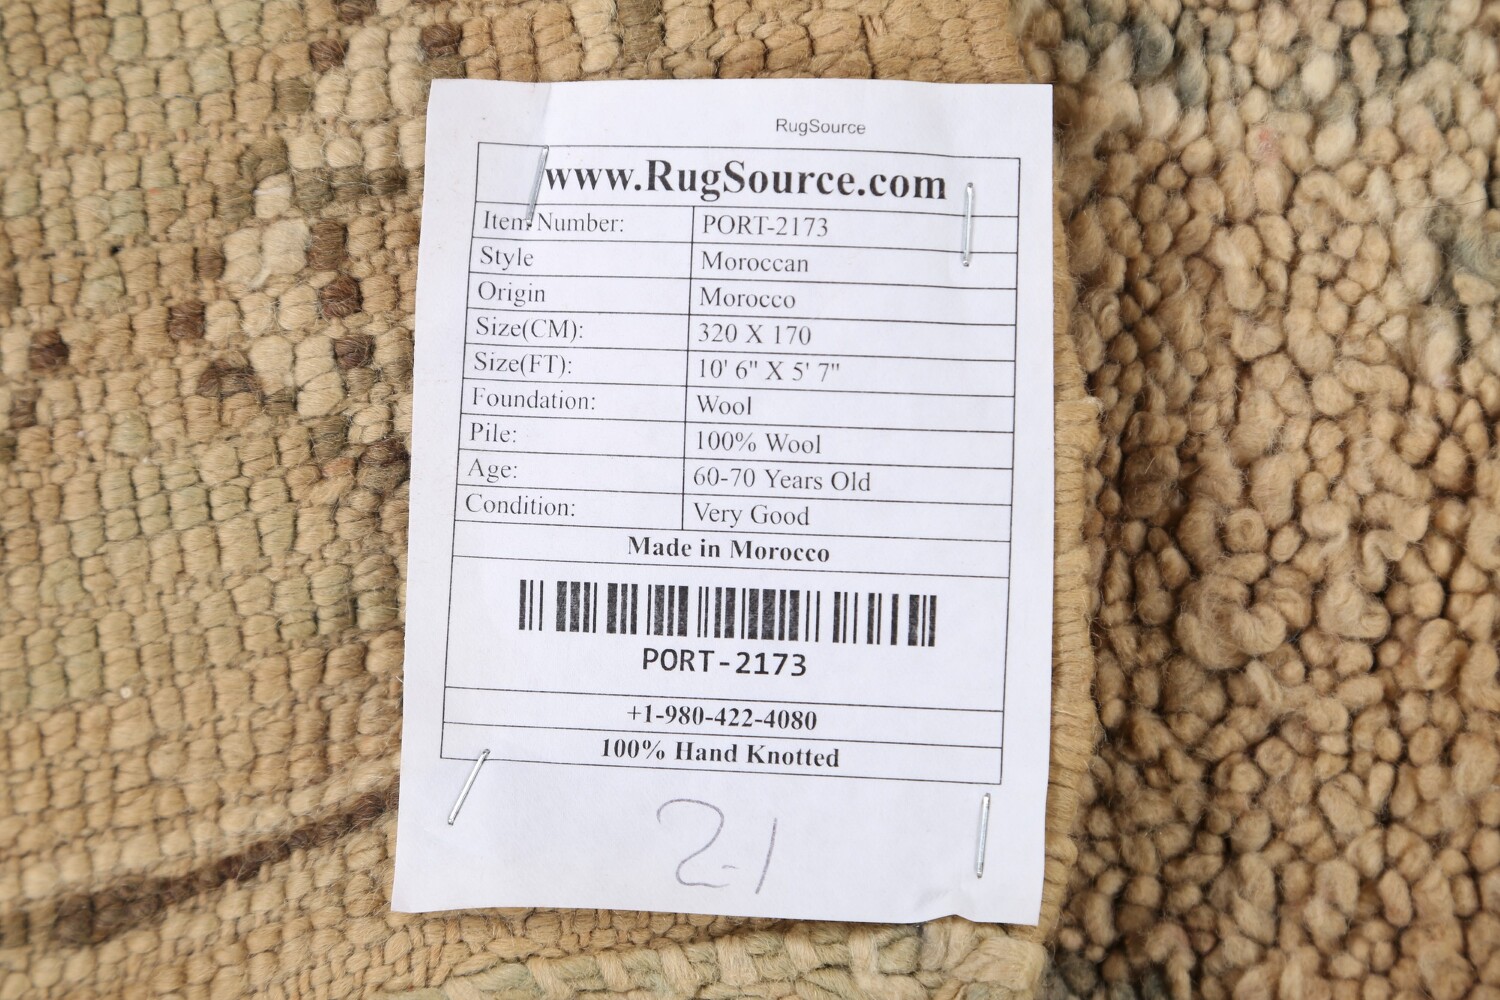 RugSource
www.RugSource.com
Item Number: PORT-2173
Style Moroccan
Origin Morocco
Size(CM): 320 X 170
Size(FT): 10' 6" X 5' 7"
Foundation: Wool
Pile: 100% Wool
Age: 60-70 Years Old
Condition: Very Good
Made in Morocco
PORT-2173
+1-980-422-4080
100% Hand Knotted
2-1